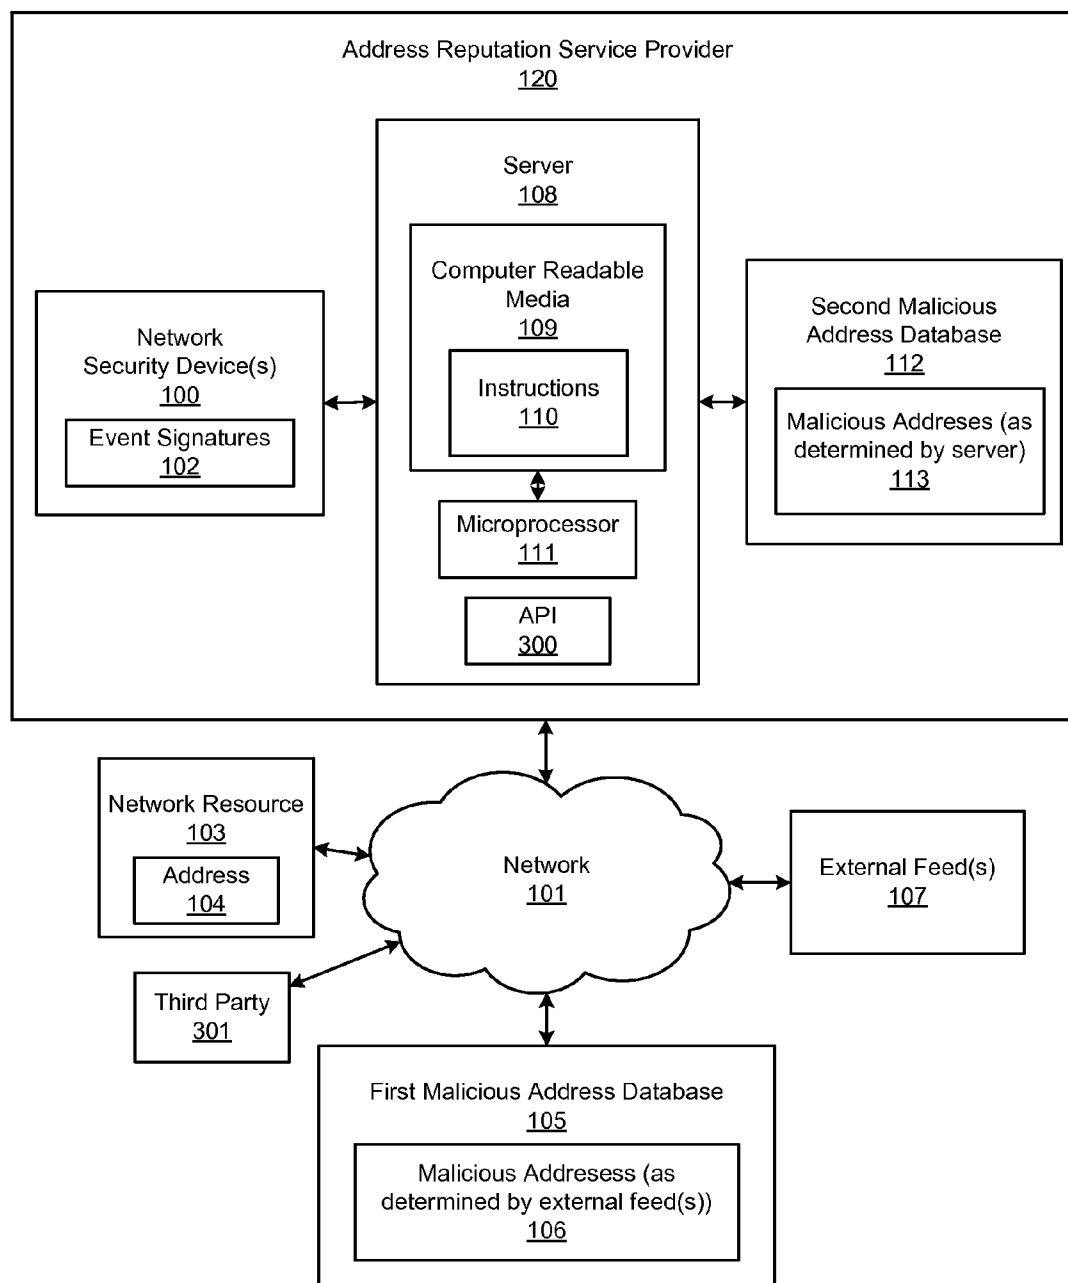 Address Reputation Service Provider
120
Server
108
Computer Readable
Media
109
Instructions
110
Microprocessor
111
API
300
Network
Security Device(s)
100
Event Signatures
102
Second Malicious
Address Database
112
Malicious Addreses (as
determined by server)
113
Network Resource
103
Address
104
Network
101
External Feed(s)
107
Third Party
301
First Malicious Address Database
105
Malicious Addresess (as
determined by external feed(s))
106